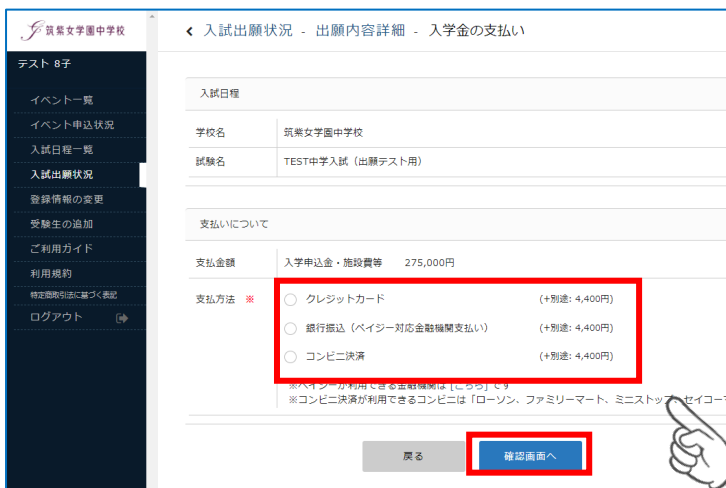 筑紫女学園中学校
テスト 8子
イベント一覧
イベント申込状況
入試日程一覧
入試出願状況
登録情報の変更
受験生の追加
ご利用ガイド
利用規約
特定商取引法に基づく表記
ログアウト
入試出願状況 - 出願内容詳細 - 入学金の支払い
入試日程
学校名 筑紫女学園中学校
試験名 TEST中学入試（出願テスト用）
支払いについて
支払金額 入学申込金・施設費等 275,000円
支払方法 ※ クレジットカード (+別途: 4,400円)
銀行振込（ペイジー対応金融機関支払い） (+別途: 4,400円)
コンビニ決済 (+別途: 4,400円)
※ペイジーが利用できる金融機関は [こちら] です
※コンビニ決済が利用できるコンビニは「ローソン、ファミリーマート、ミニストップ、セイコーマ
戻る 確認画面へ